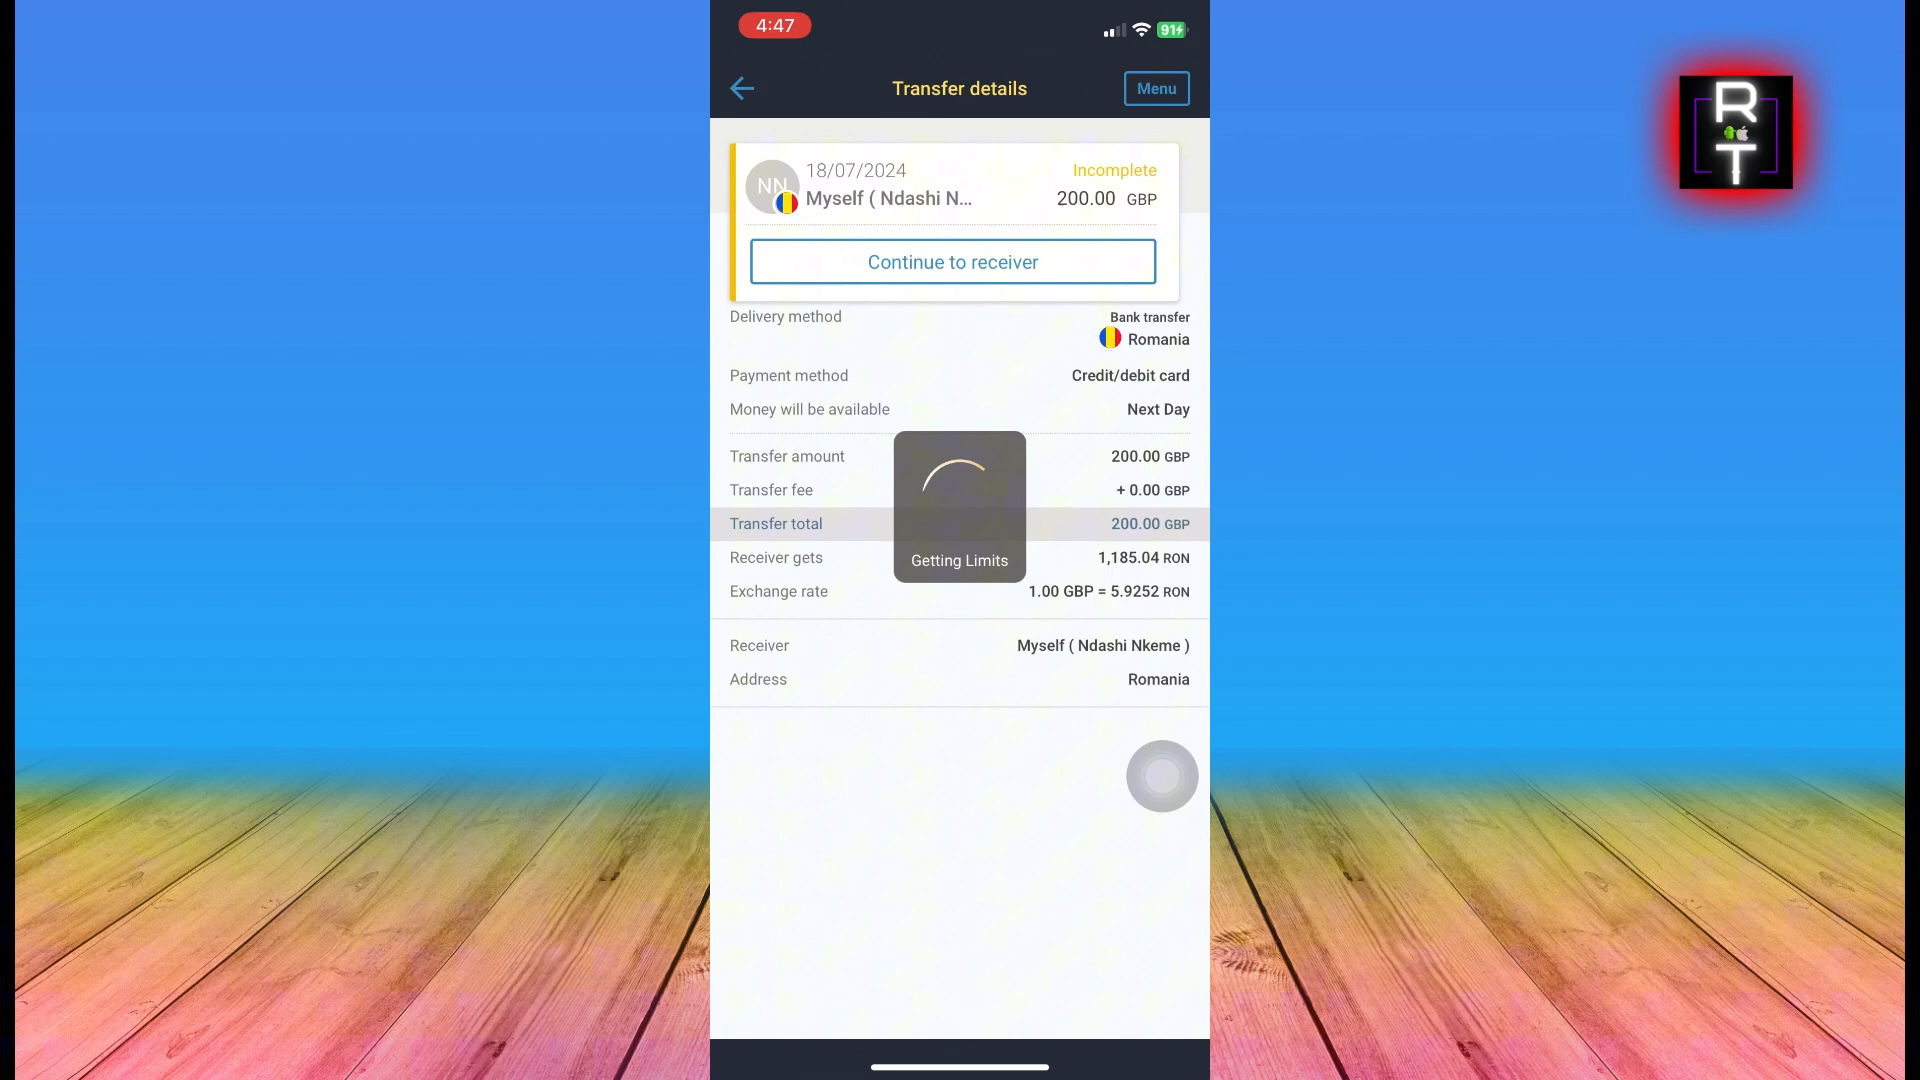 4:47
91
Transfer details
Menu
NN
18/07/2024
Incomplete
Myself ( Ndashi N...
200.00 GBP
Continue to receiver
Delivery method
Bank transfer
Romania
Payment method
Credit/debit card
Money will be available
Next Day
Transfer amount
200.00 GBP
Transfer fee
+ 0.00 GBP
Transfer total
200.00 GBP
Getting Limits
Receiver gets
1,185.04 RON
Exchange rate
1.00 GBP = 5.9252 RON
Receiver
Myself ( Ndashi Nkeme )
Address
Romania
R
T